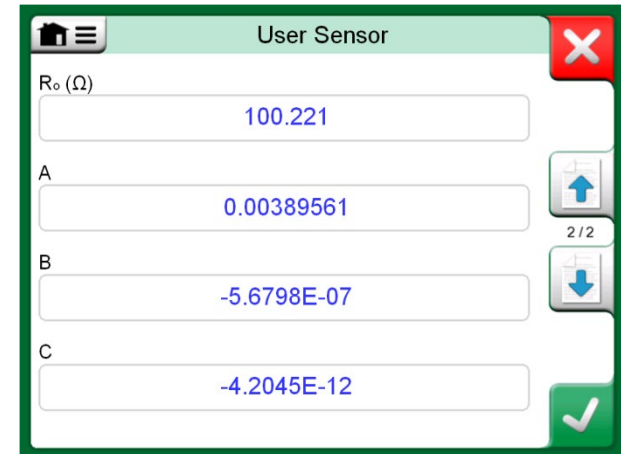 User Sensor
R₀ (Ω)
100.221
A
0.00389561
2 / 2
B
-5.6798E-07
C
-4.2045E-12